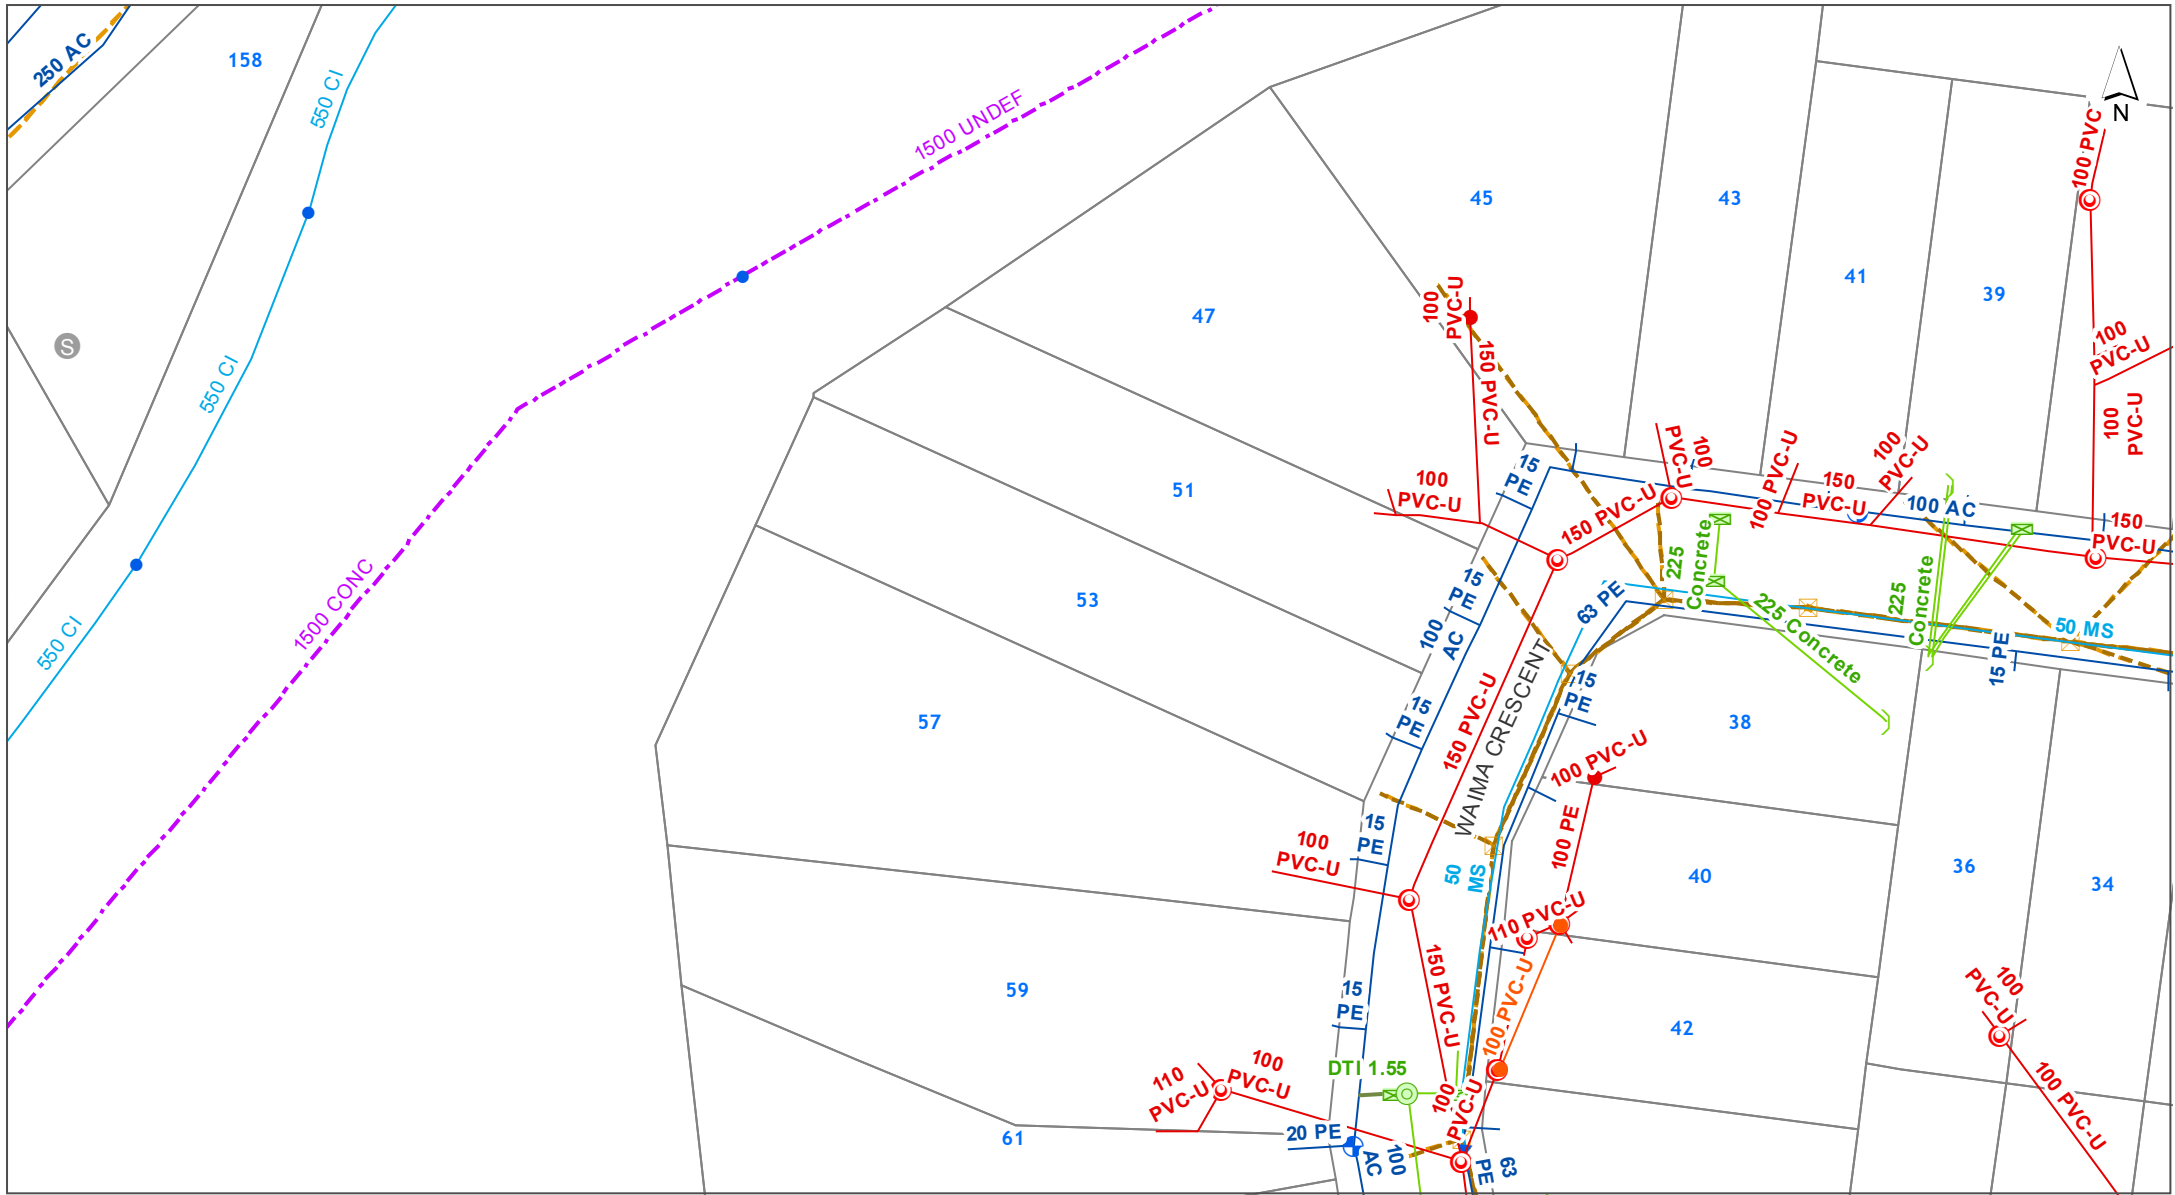 250 AC
158
550 CI
1500 UNDEF
N
100 PVC
45
43
41
39
47
100
PVC-U
150 PVC-U
100
PVC-U
100
PVC-U
550 CI
S
51
15
PE
100
PVC-U
150 PVC-U
100
PVC-U
100 PVC-U
150
PVC-U
100
PVC-U
100 AC
150
PVC-U
1500 CONC
550 CI
53
15
PE
100
AC
63 PE
225
Concrete
225 Concrete
225
Concrete
50 MS
15 PE
57
15
PE
150 PVC-U
WAIMA CRESCENT
15
PE
38
100 PVC-U
100 PE
15
PE
100
PVC-U
50
MS
40
36
34
110 PVC-U
59
15
PE
150 PVC-U
100 PVC-U
42
100
PVC-U
100 PVC-U
DTI 1.55
110
PVC-U
100
PVC-U
100
PVC-U
61
20 PE
100
AC
63
PE